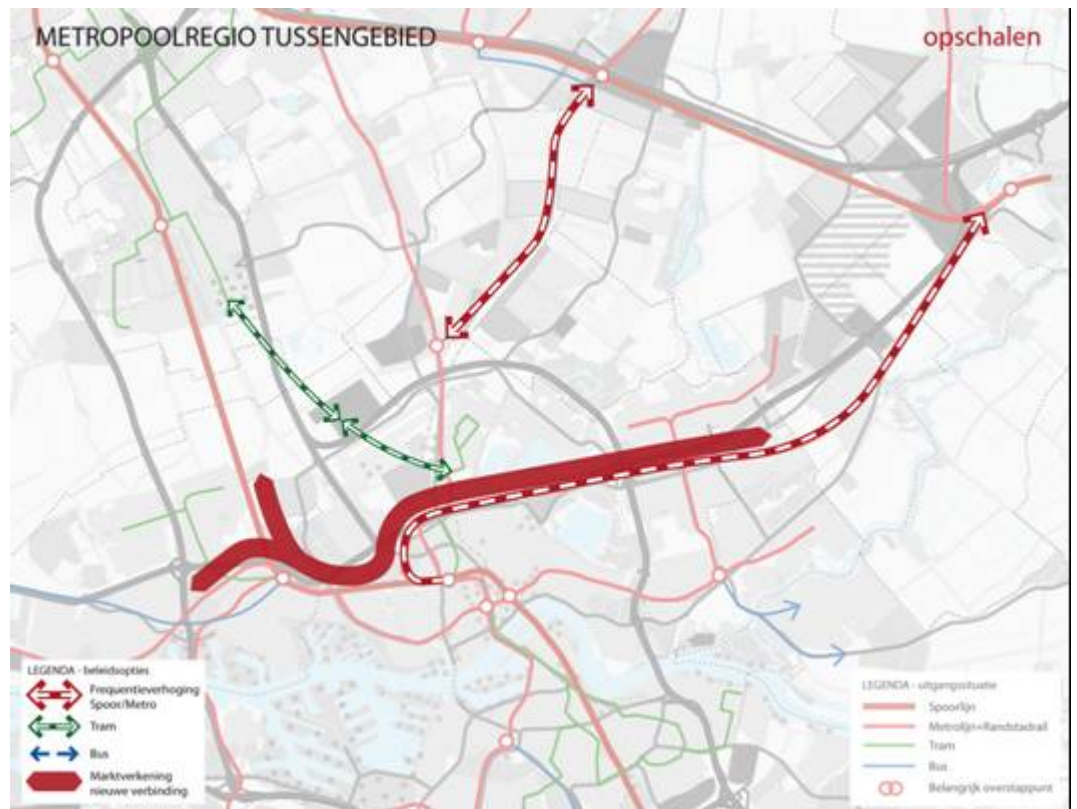 METROPOOLREGIO TUSSENGEBIED
opschalen
LEGENDA - beleidsopties
Frequentieverhoging
Spoor/Metro
Tram
Bus
Marktverkening
nieuwe verbinding
LEGENDA - uitgangssituatie
Spoorlijn
Metrolijn+Randstadrail
Tram
Bus
Belangrijk overstappunt